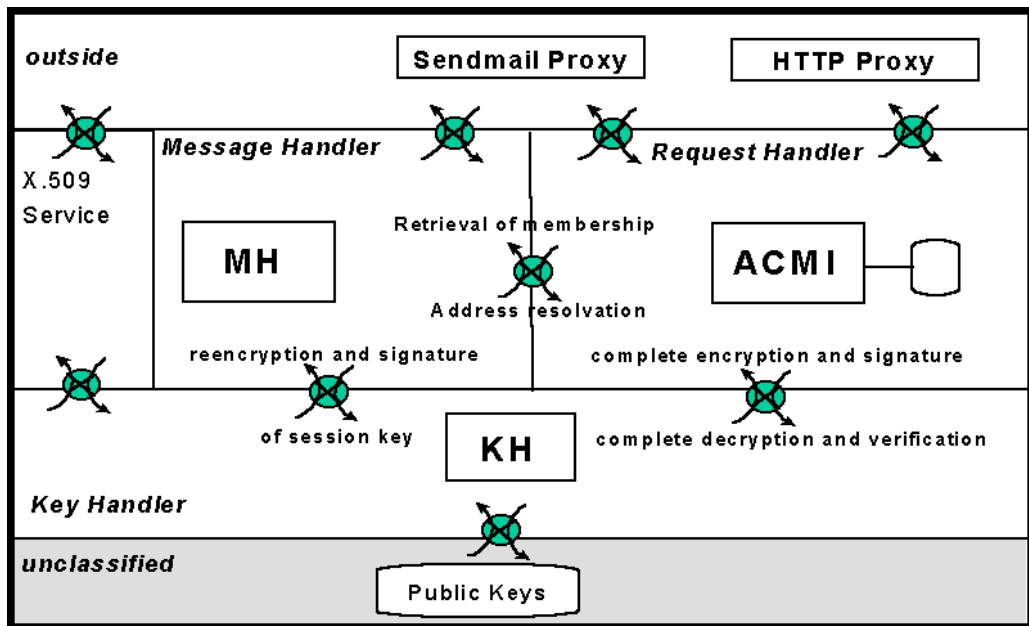 outside
Sendmail Proxy
HTTP Proxy
Message Handler
Request Handler
X.509
Service
Retrieval of membership
MH
ACMI
Address resolvation
reencryption and signature
complete encryption and signature
of session key
complete decryption and verification
KH
Key Handler
unclassified
Public Keys